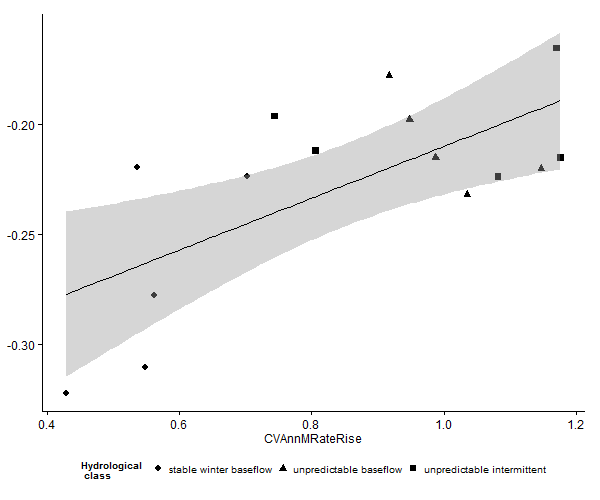 -0.20
-0.25
-0.30
0.4 0.6 0.8 1.0 1.2
CVAnnMRateRise
Hydrological
class
stable winter baseflow unpredictable baseflow unpredictable intermittent